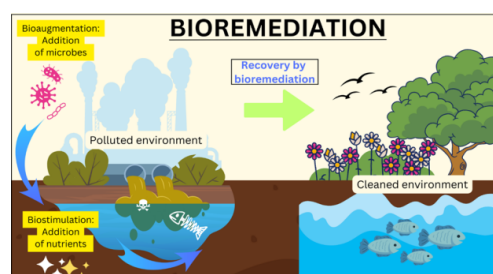 BIOREMEDIATION
Bioaugmentation:
Addition
of microbes
Recovery by
bioremediation
Polluted environment
Cleaned environment
Biostimulation:
Addition
of nutrients